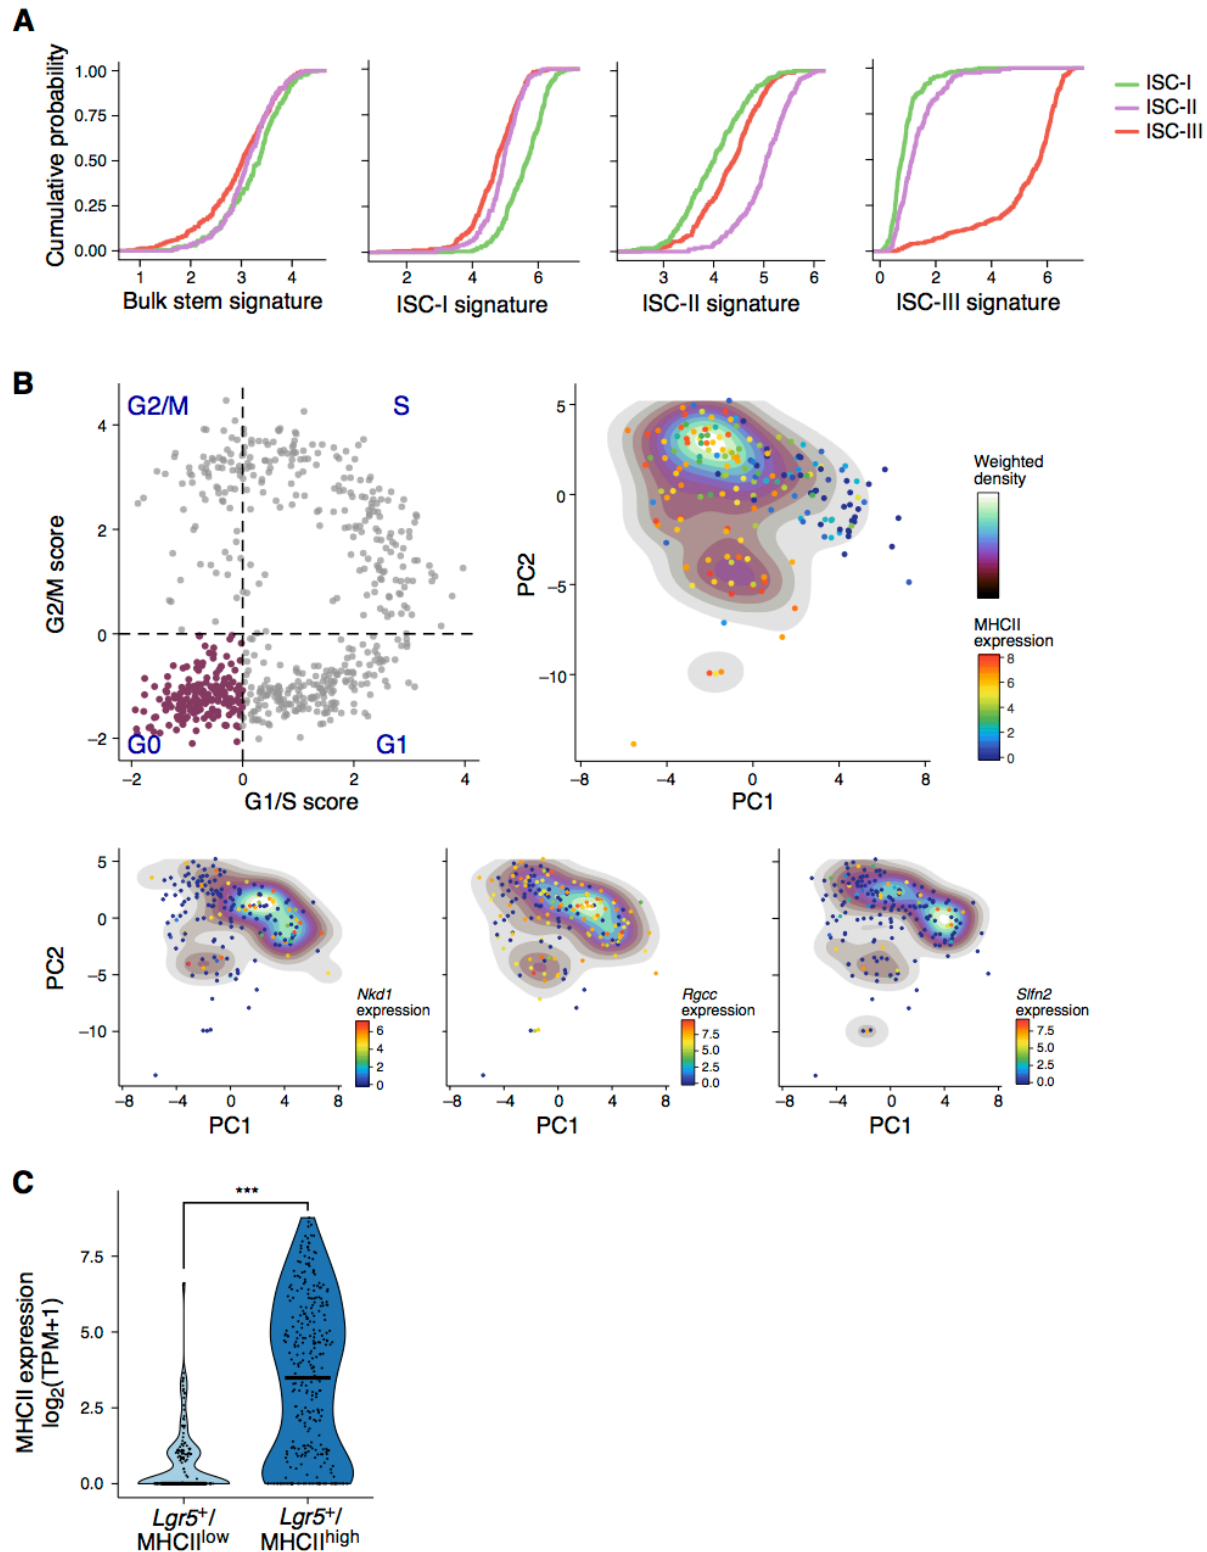 A
Cumulative probability
1.00
0.75
0.50
0.25
0.00
1 2 3 4
Bulk stem signature
2 4 6
ISC-I signature
3 4 5 6
ISC-II signature
0 2 4 6
ISC-III signature
ISC-I
ISC-II
ISC-III
B
G2/M score
4
2
0
−2
G2/M
S
G0
G1
−2 0 2 4
G1/S score
PC2
5
0
−5
−10
−8 −4 0 4 8
PC1
Weighted
density
MHCII
expression
8
6
4
2
0
PC2
5
0
−5
−10
−8 −4 0 4 8
PC1
Nkd1
expression
6
4
2
0
−8 −4 0 4 8
PC1
Rgcc
expression
7.5
5.0
2.5
0.0
−8 −4 0 4 8
PC1
Slfn2
expression
7.5
5.0
2.5
0.0
C
MHCII expression
log2(TPM+1)
7.5
5.0
2.5
0.0
***
Lgr5+/
MHCIIlow
Lgr5+/
MHCIIhigh